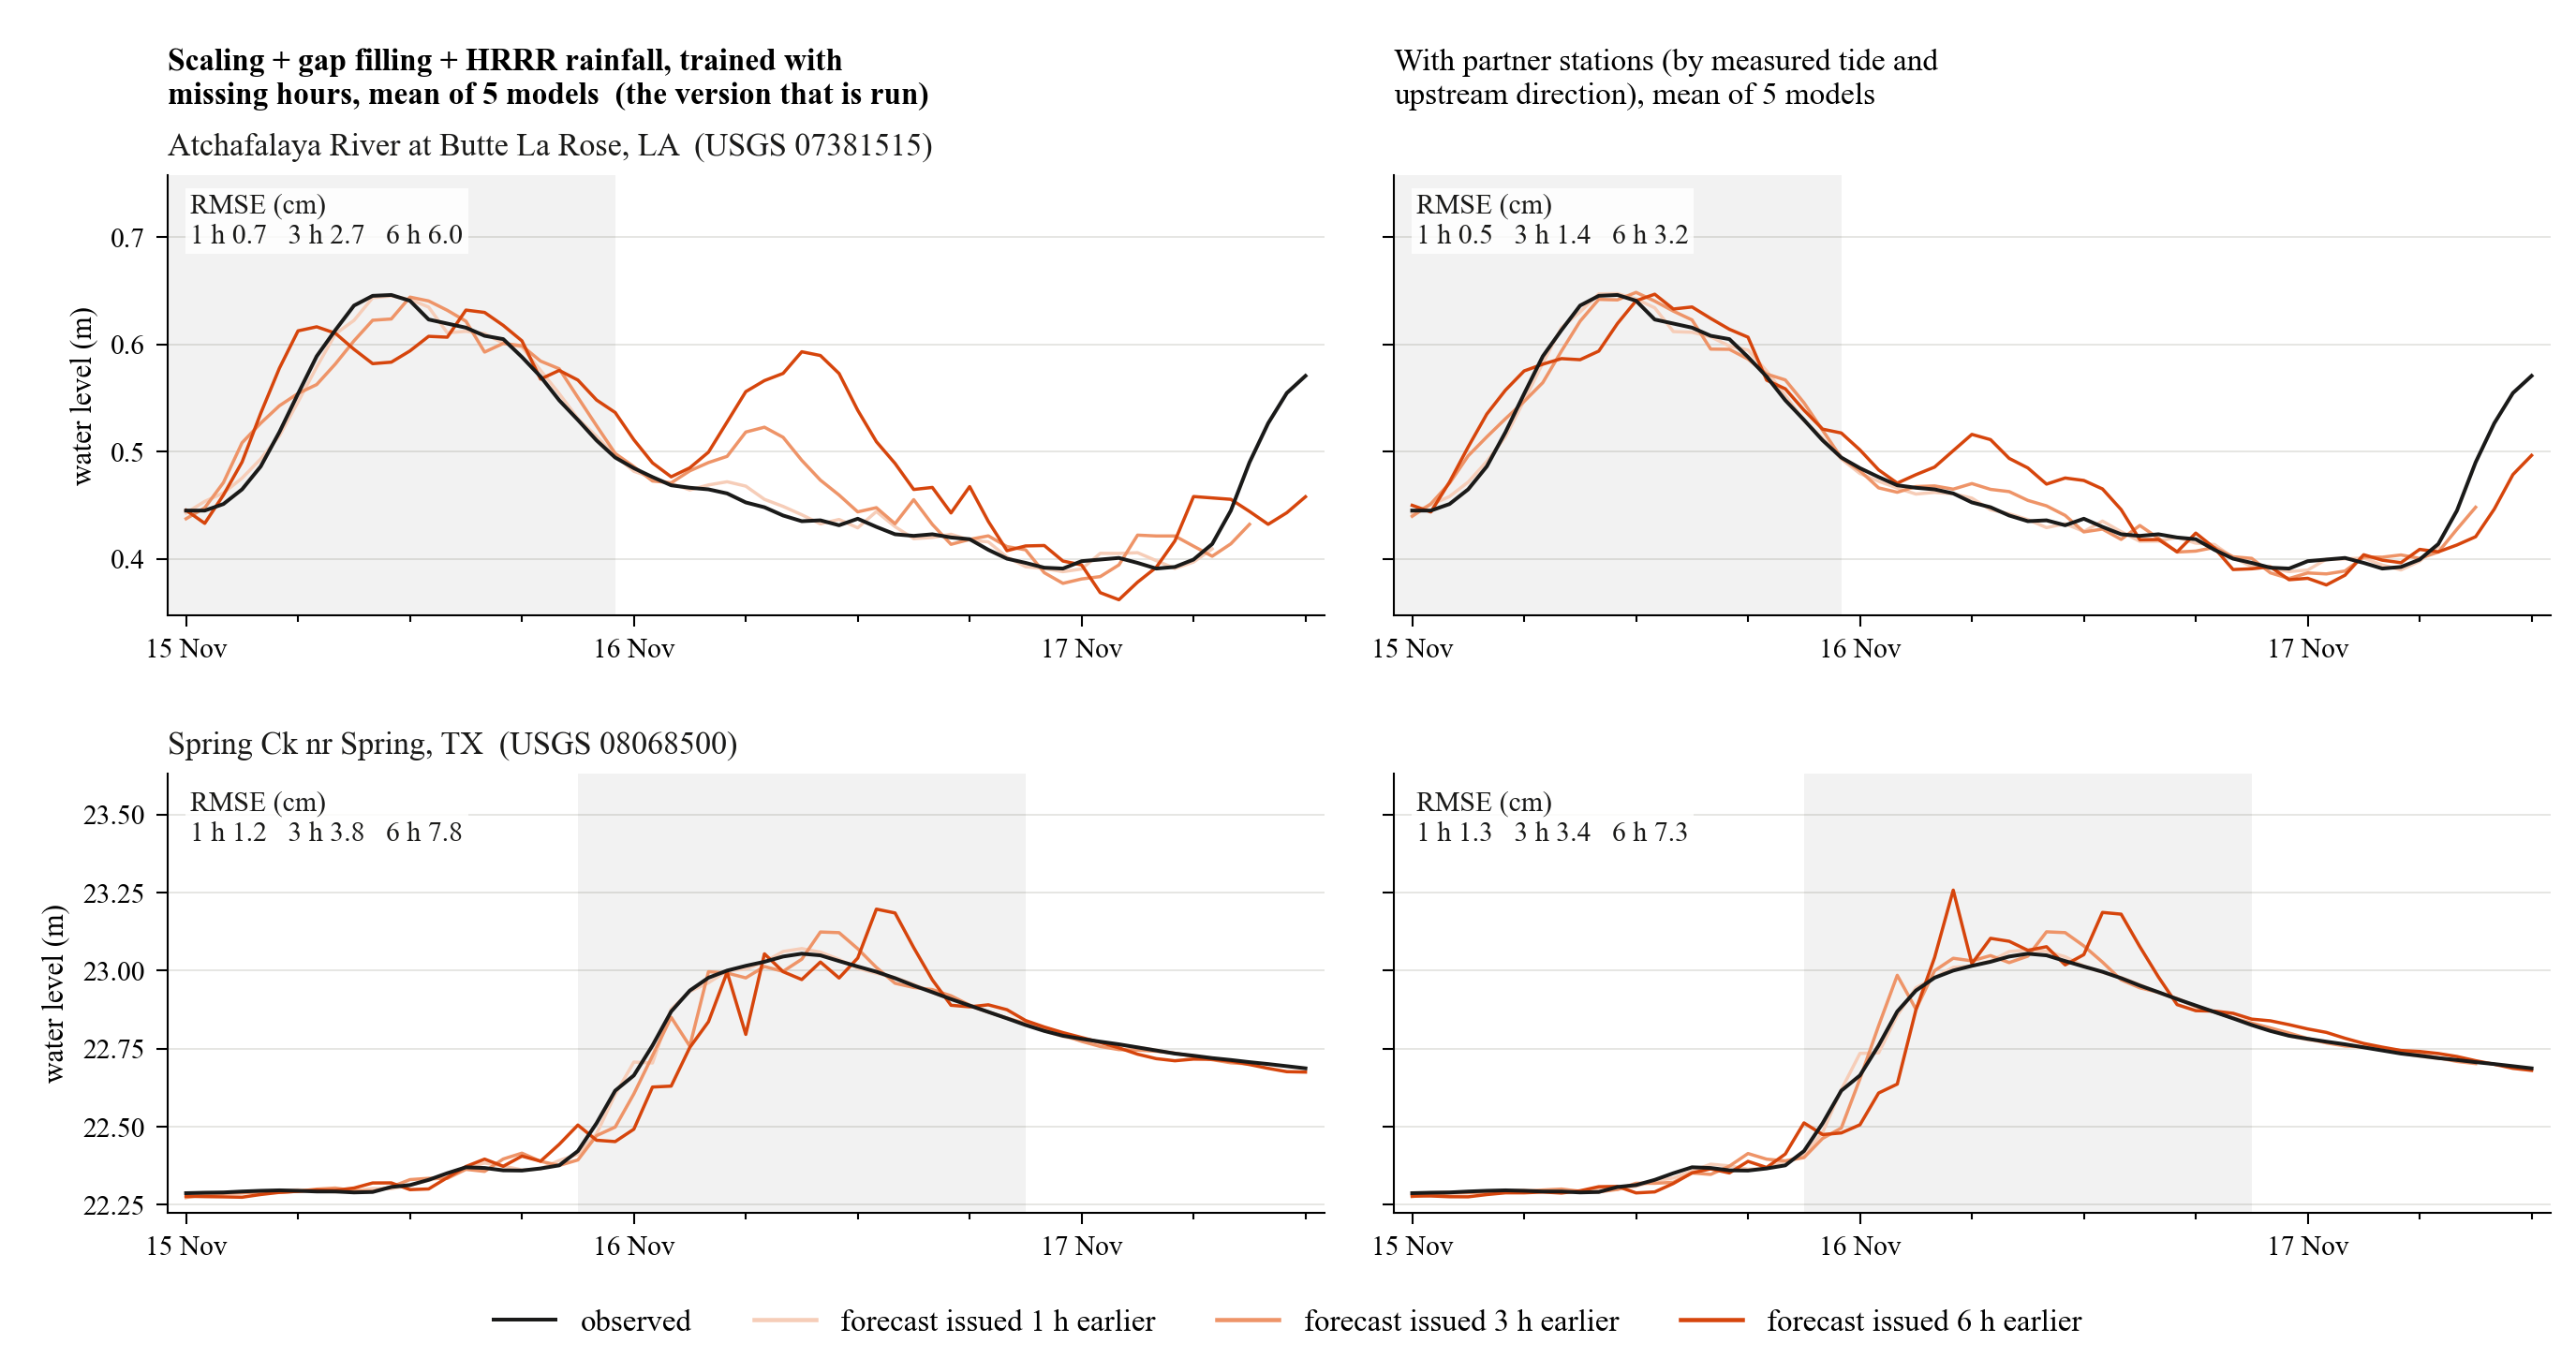 Scaling + gap filling + HRRR rainfall, trained with
missing hours, mean of 5 models (the version that is run)
With partner stations (by measured tide and
upstream direction), mean of 5 models
Atchafalaya River at Butte La Rose, LA (USGS 07381515)
water level (m)
0.7
0.6
0.5
0.4
RMSE (cm)
1 h 0.7 3 h 2.7 6 h 6.0
15 Nov
16 Nov
17 Nov
RMSE (cm)
1 h 0.5 3 h 1.4 6 h 3.2
15 Nov
16 Nov
17 Nov
Spring Ck nr Spring, TX (USGS 08068500)
water level (m)
23.50
23.25
23.00
22.75
22.50
22.25
RMSE (cm)
1 h 1.2 3 h 3.8 6 h 7.8
15 Nov
16 Nov
17 Nov
RMSE (cm)
1 h 1.3 3 h 3.4 6 h 7.3
15 Nov
16 Nov
17 Nov
observed
forecast issued 1 h earlier
forecast issued 3 h earlier
forecast issued 6 h earlier